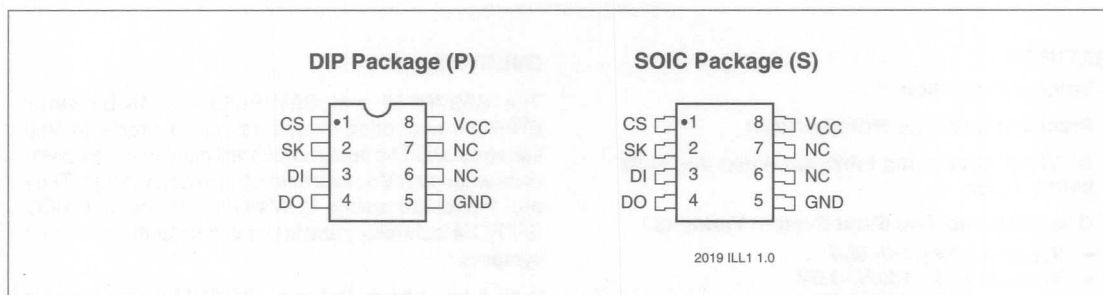 DIP Package (P)
CS 1 8 VCC
SK 2 7 NC
DI 3 6 NC
DO 4 5 GND
SOIC Package (S)
CS 1 8 VCC
SK 2 7 NC
DI 3 6 NC
DO 4 5 GND
2019 ILL1 1.0